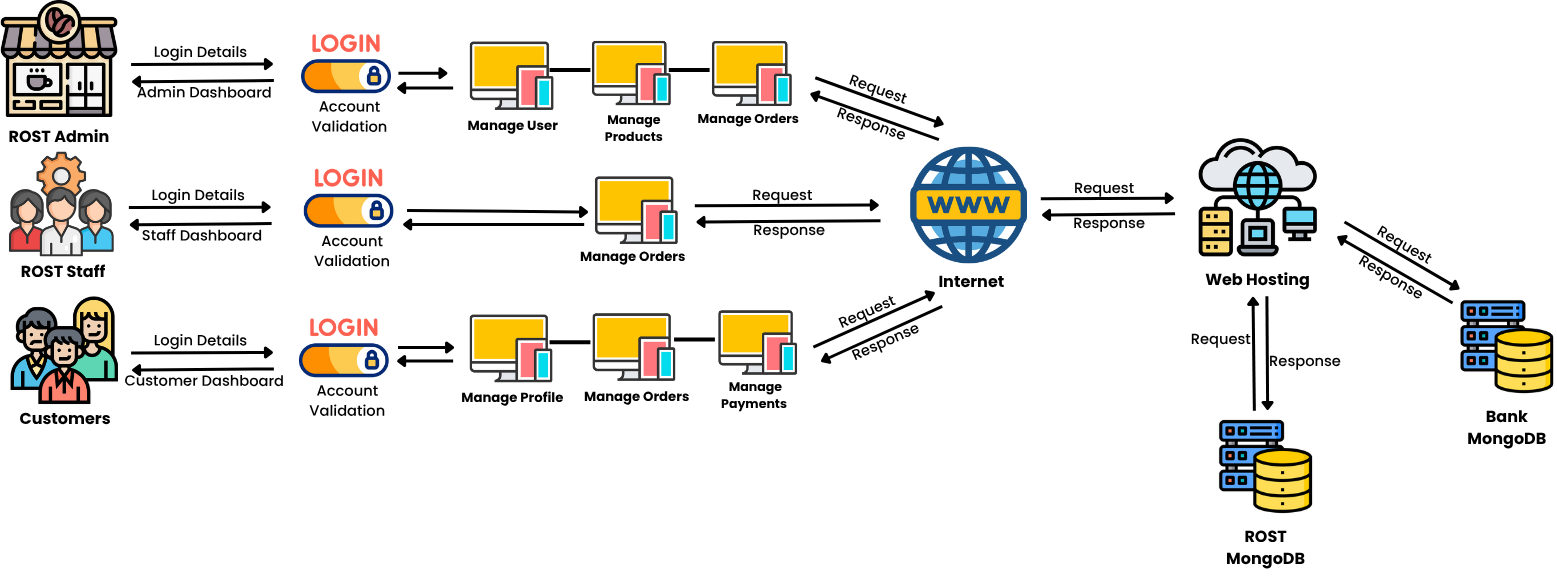 LOGIN
Login Details
Admin Dashboard
Account
Validation
ROST Admin
Manage User
Manage
Products
Manage Orders
Request
Response
LOGIN
Login Details
Staff Dashboard
Account
Validation
ROST Staff
Manage Orders
Request
Response
WWW
Internet
Request
Response
Web Hosting
Request
Response
LOGIN
Login Details
Customer Dashboard
Account
Validation
Customers
Manage Profile
Manage Orders
Manage
Payments
Request
Response
Request
Response
Bank
MongoDB
ROST
MongoDB